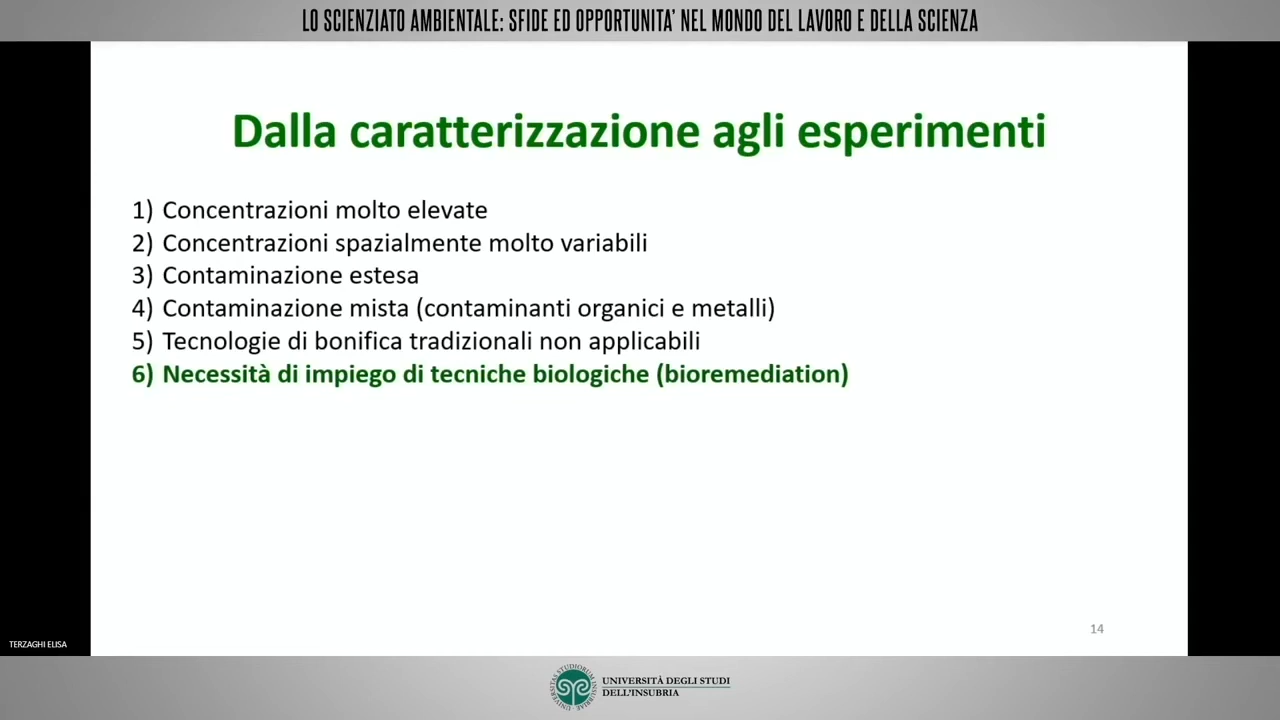 LO SCIENZIATO AMBIENTALE: SFIDE ED OPPORTUNITA' NEL MONDO DEL LAVORO E DELLA SCIENZA
Dalla caratterizzazione agli esperimenti
1) Concentrazioni molto elevate
2) Concentrazioni spazialmente molto variabili
3) Contaminazione estesa
4) Contaminazione mista (contaminanti organici e metalli)
5) Tecnologie di bonifica tradizionali non applicabili
6) Necessità di impiego di tecniche biologiche (bioremediation)
14
TERZAGHI ELISA
UNIVERSITÀ DEGLI STUDI
DELL'INSUBRIA